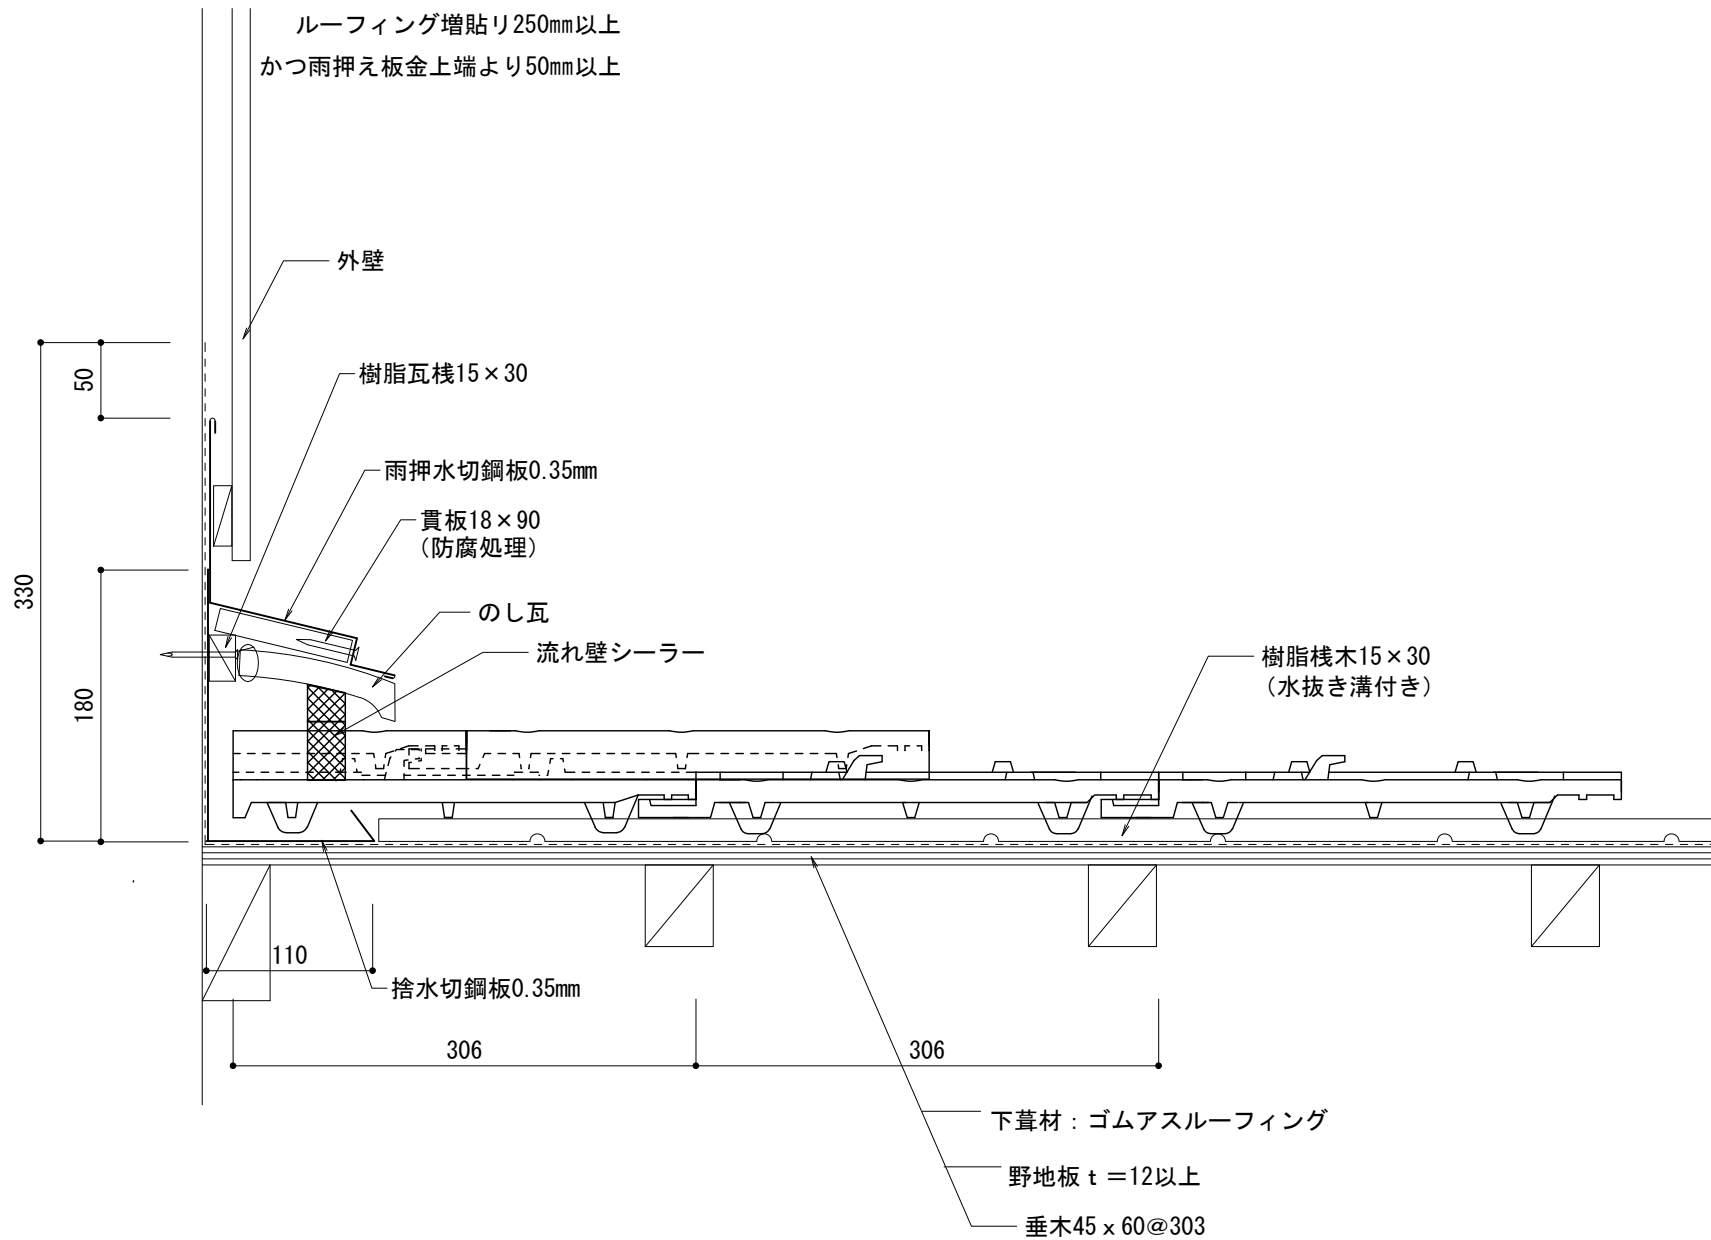 ルーフィング増貼リ250mm以上
かつ雨押え板金上端より50mm以上
外壁
樹脂瓦桟15×30
雨押水切鋼板0.35mm
貫板18×90
（防腐処理）
のし瓦
流れ壁シーラー
樹脂桟木15×30
（水抜き溝付き）
50
330
180
110
捨水切鋼板0.35mm
306
306
下葺材：ゴムアスルーフィング
野地板ｔ＝12以上
垂木45ｘ60＠303